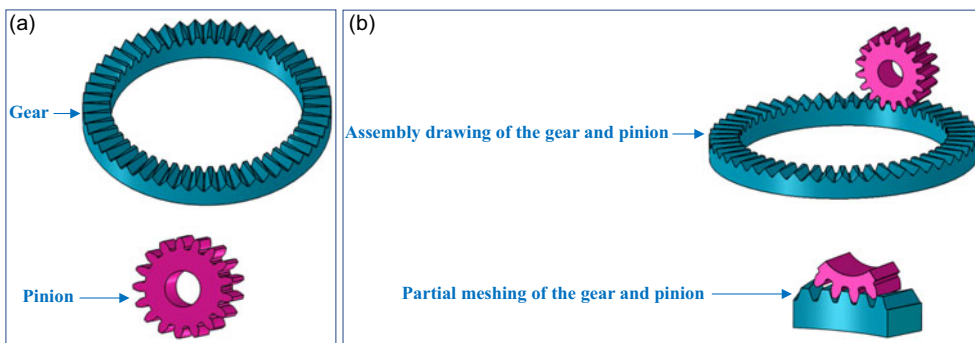 (a)
Gear
Pinion
(b)
Assembly drawing of the gear and pinion
Partial meshing of the gear and pinion